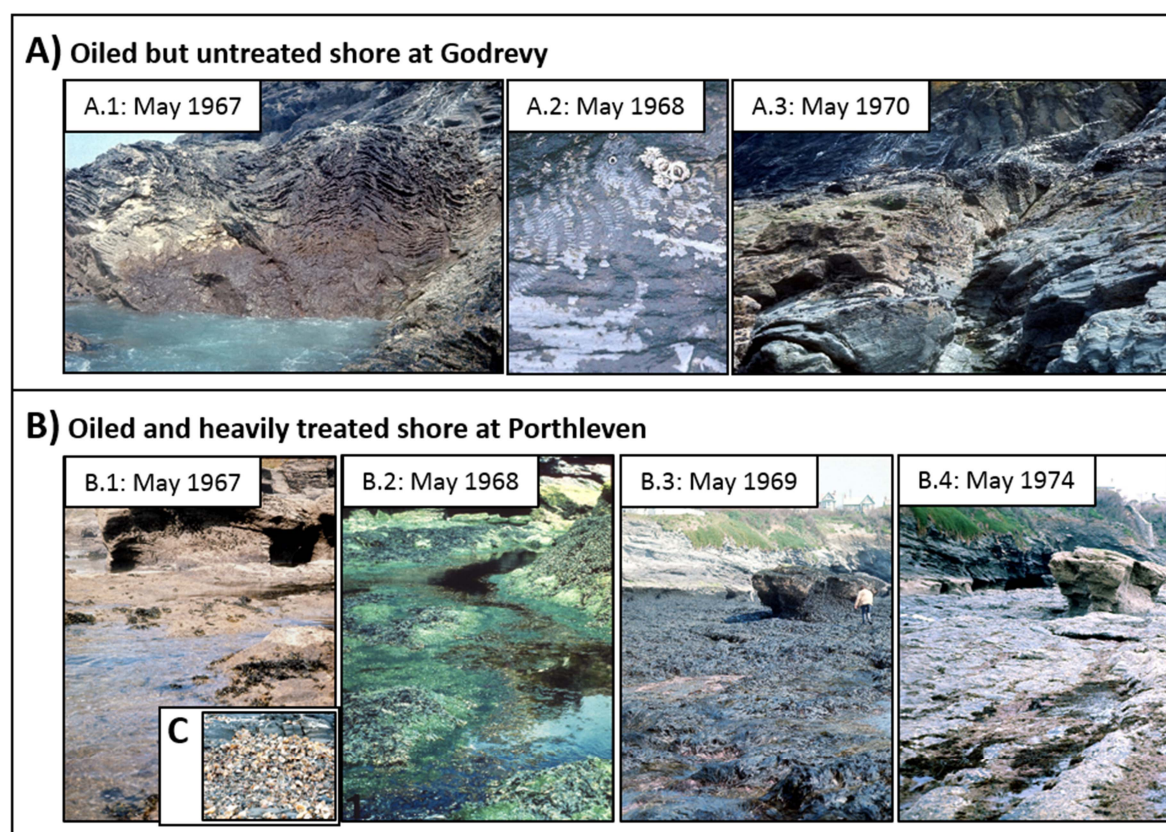 A) Oiled but untreated shore at Godrevy
A.1: May 1967
A.2: May 1968
A.3: May 1970
B) Oiled and heavily treated shore at Porthleven
B.1: May 1967
B.2: May 1968
B.3: May 1969
B.4: May 1974
C